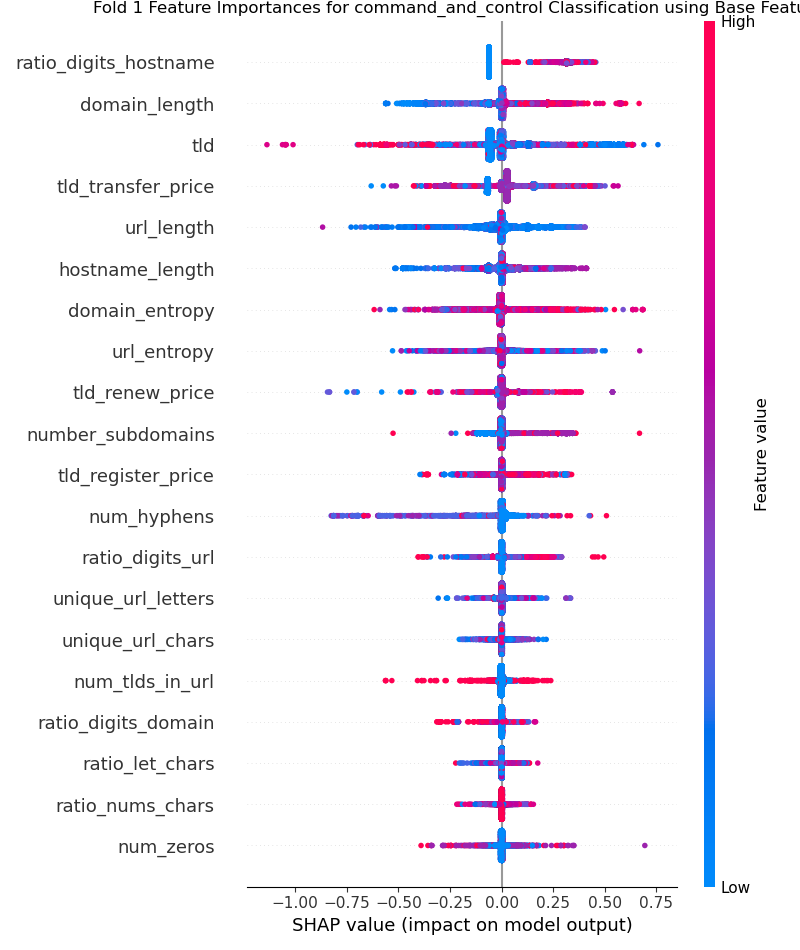 Fold 1 Feature Importances for command_and_control Classification using Base Featu
High
ratio_digits_hostname
domain_length
tld
tld_transfer_price
url_length
hostname_length
domain_entropy
url_entropy
tld_renew_price
number_subdomains
tld_register_price
num_hyphens
ratio_digits_url
unique_url_letters
unique_url_chars
num_tlds_in_url
ratio_digits_domain
ratio_let_chars
ratio_nums_chars
num_zeros
Feature value
Low
−1.00 −0.75 −0.50 −0.25 0.00 0.25 0.50 0.75
SHAP value (impact on model output)